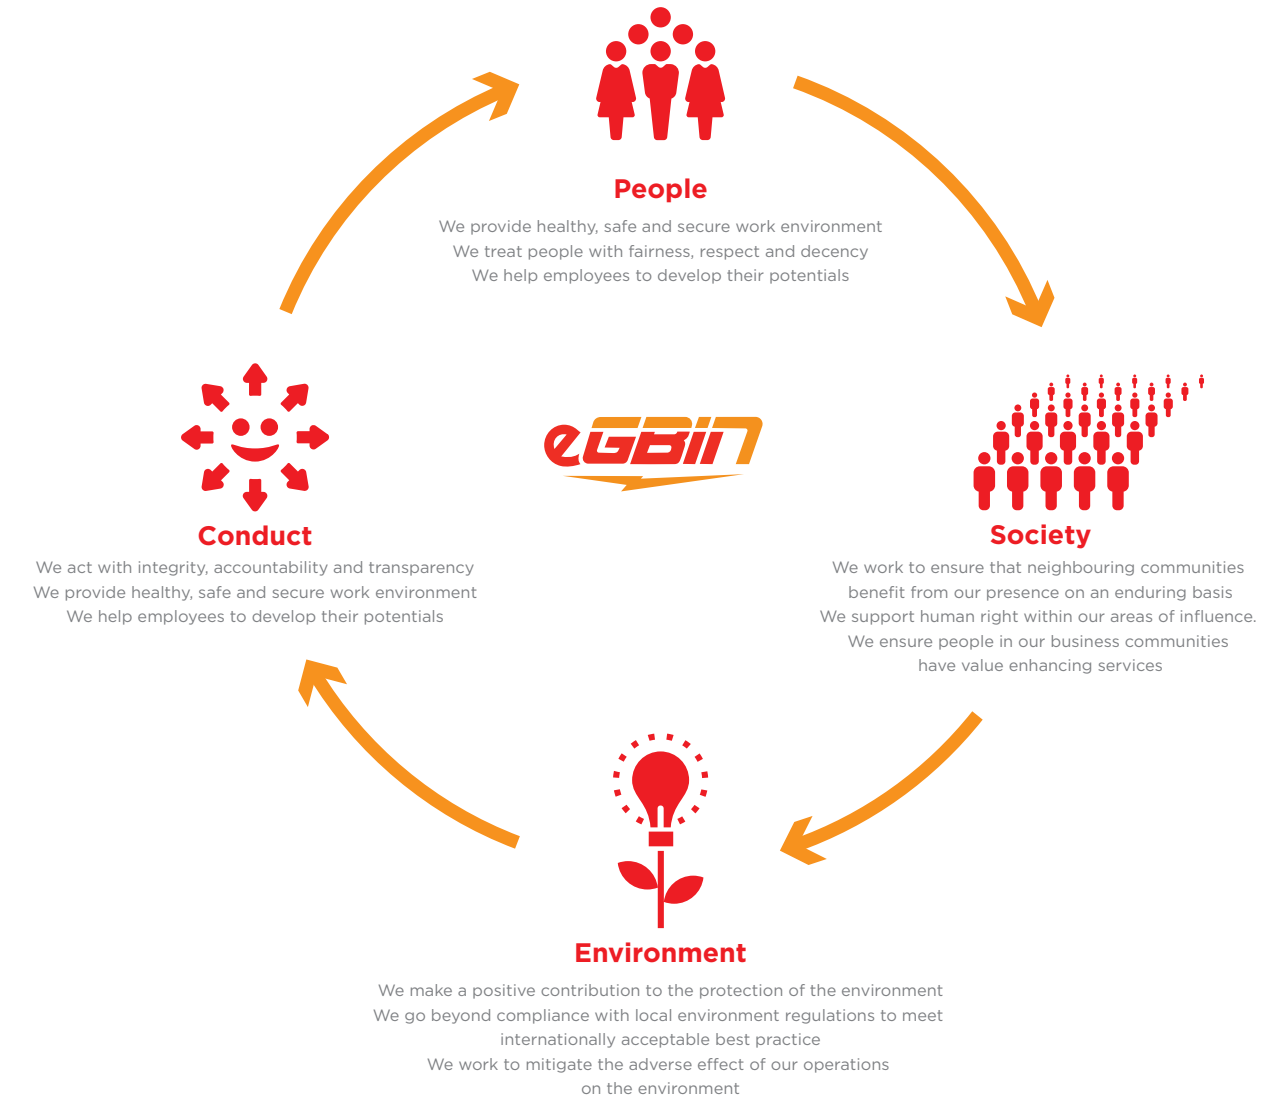 People
We provide healthy, safe and secure work environment
We treat people with fairness, respect and decency
We help employees to develop their potentials
eGBIN
Conduct
We act with integrity, accountability and transparency
We provide healthy, safe and secure work environment
We help employees to develop their potentials
Society
We work to ensure that neighbouring communities
benefit from our presence on an enduring basis
We support human right within our areas of influence.
We ensure people in our business communities
have value enhancing services
Environment
We make a positive contribution to the protection of the environment
We go beyond compliance with local environment regulations to meet
internationally acceptable best practice
We work to mitigate the adverse effect of our operations
on the environment